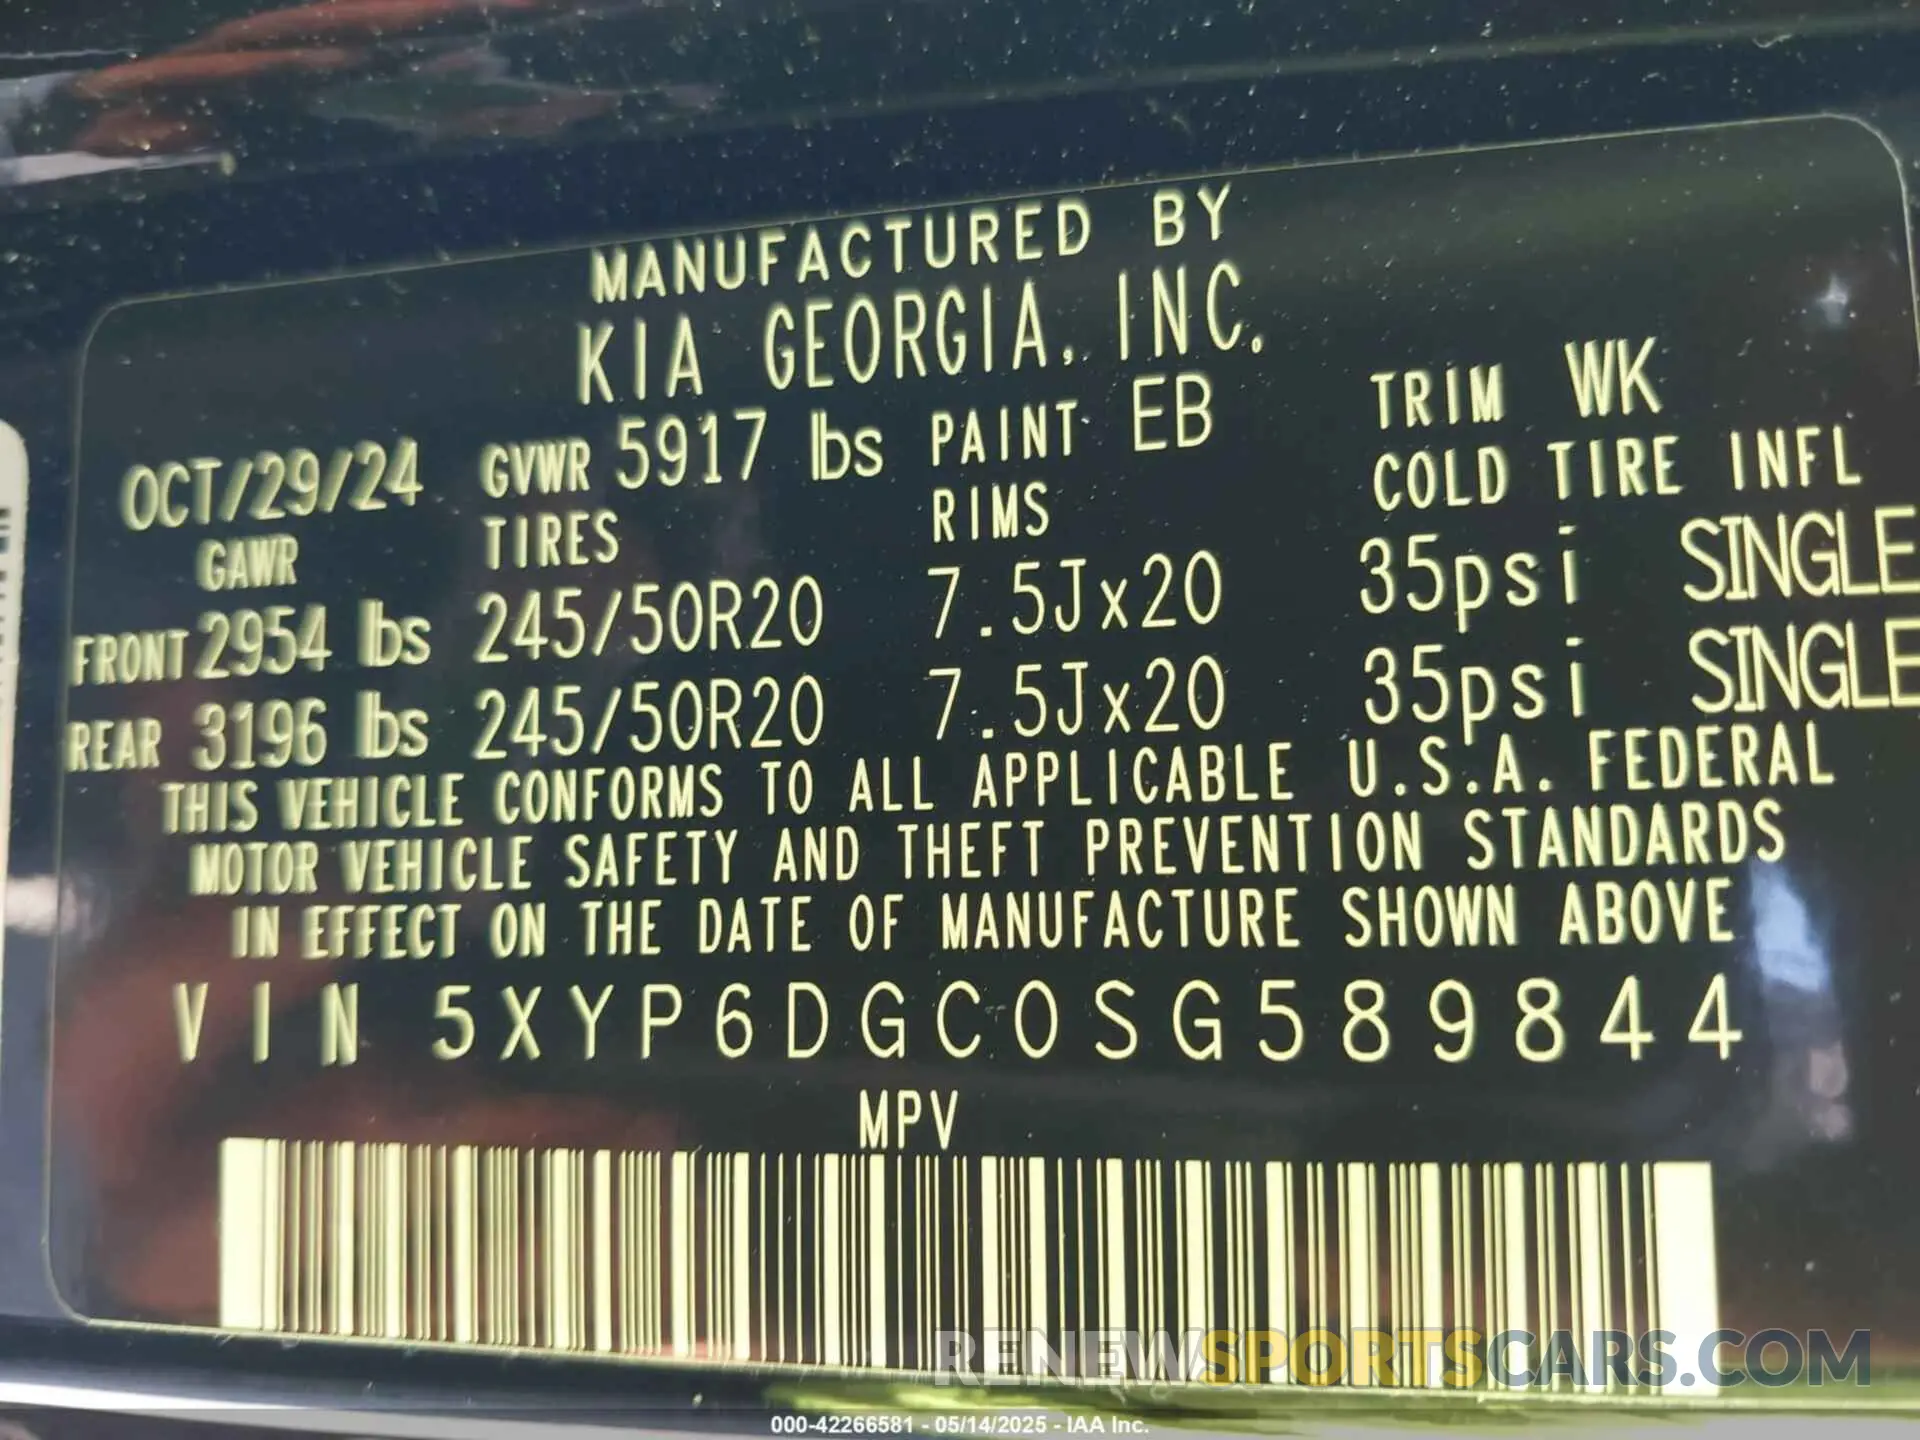 MANUFACTURED BY
KIA GEORGIA, INC.
OCT/29/24 GVWR 5917 lbs PAINT EB TRIM WK
GAWR TIRES RIMS COLD TIRE INFL
FRONT 2954 lbs 245/50R20 7.5Jx20 35psi SINGLE
REAR 3196 lbs 245/50R20 7.5Jx20 35psi SINGLE
THIS VEHICLE CONFORMS TO ALL APPLICABLE U.S.A. FEDERAL
MOTOR VEHICLE SAFETY AND THEFT PREVENTION STANDARDS
IN EFFECT ON THE DATE OF MANUFACTURE SHOWN ABOVE
VIN 5XYP6DGC0SG589844
MPV
RENEWSPORTSCARS.COM
000-42266581 - 05/14/2025 - IAA Inc.